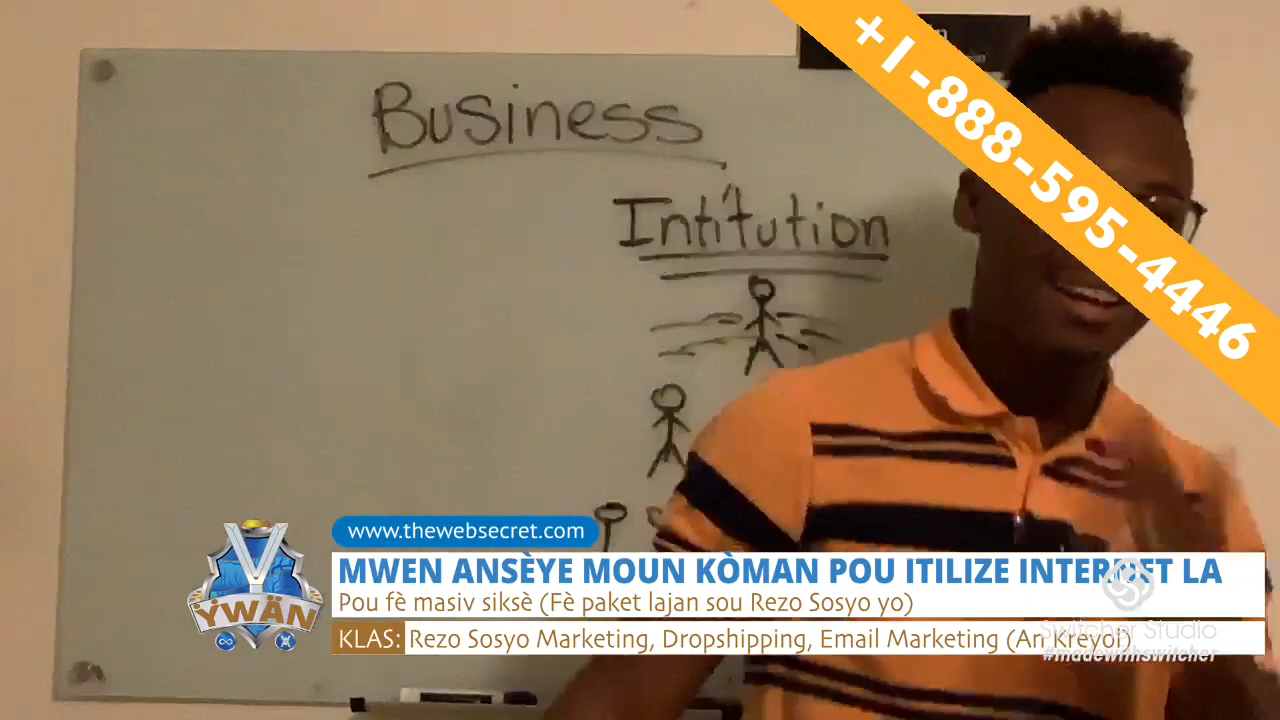 Business
Intitution
+1-888-595-4446
www.thewebsecret.com
MWEN ANSÈYE MOUN KÒMAN POU ITILIZE INTERNET LA
Pou fè masiv siksè (Fè paket lajan sou Rezo Sosyo yo)
KLAS: Rezo Sosyo Marketing, Dropshipping, Email Marketing (An Kreyol)
YWÄN
Switcher Studio
#madewithswitcher